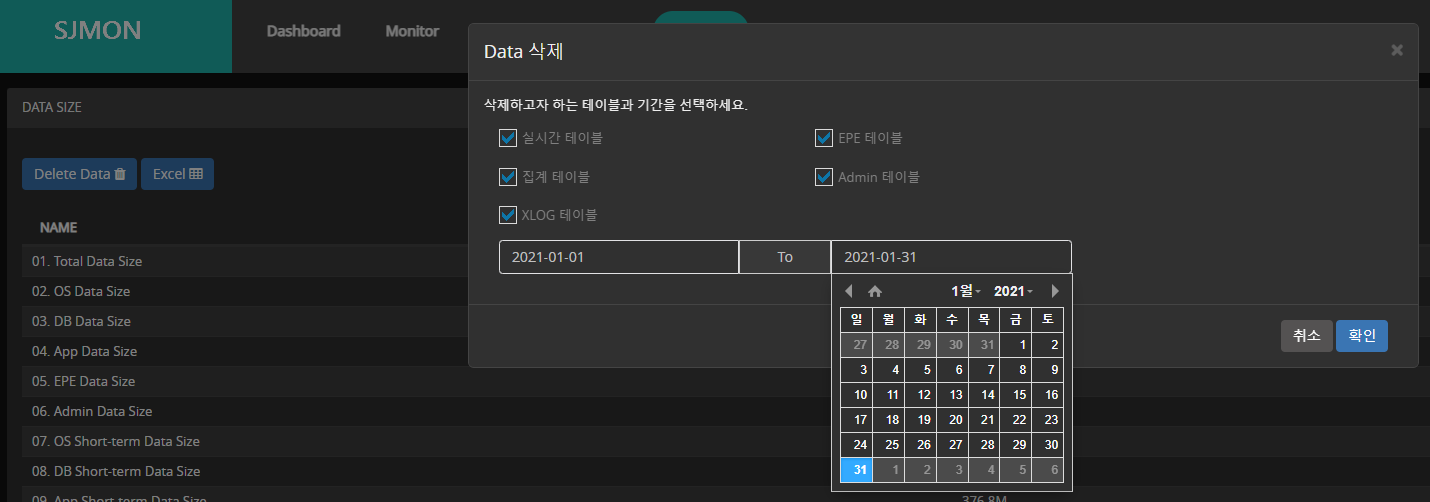 SJMON
Dashboard
Monitor
Data 삭제
DATA SIZE
삭제하고자 하는 테이블과 기간을 선택하세요.
실시간 테이블
EPE 테이블
Delete Data
Excel
집계 테이블
Admin 테이블
XLOG 테이블
NAME
2021-01-01 To 2021-01-31
01. Total Data Size
02. OS Data Size
03. DB Data Size
04. App Data Size
05. EPE Data Size
06. Admin Data Size
07. OS Short-term Data Size
08. DB Short-term Data Size
09. App Short-term Data Size
376.8M
1월 2021
일 월 화 수 목 금 토
27 28 29 30 31 1 2
3 4 5 6 7 8 9
10 11 12 13 14 15 16
17 18 19 20 21 22 23
24 25 26 27 28 29 30
31 1 2 3 4 5 6
취소
확인